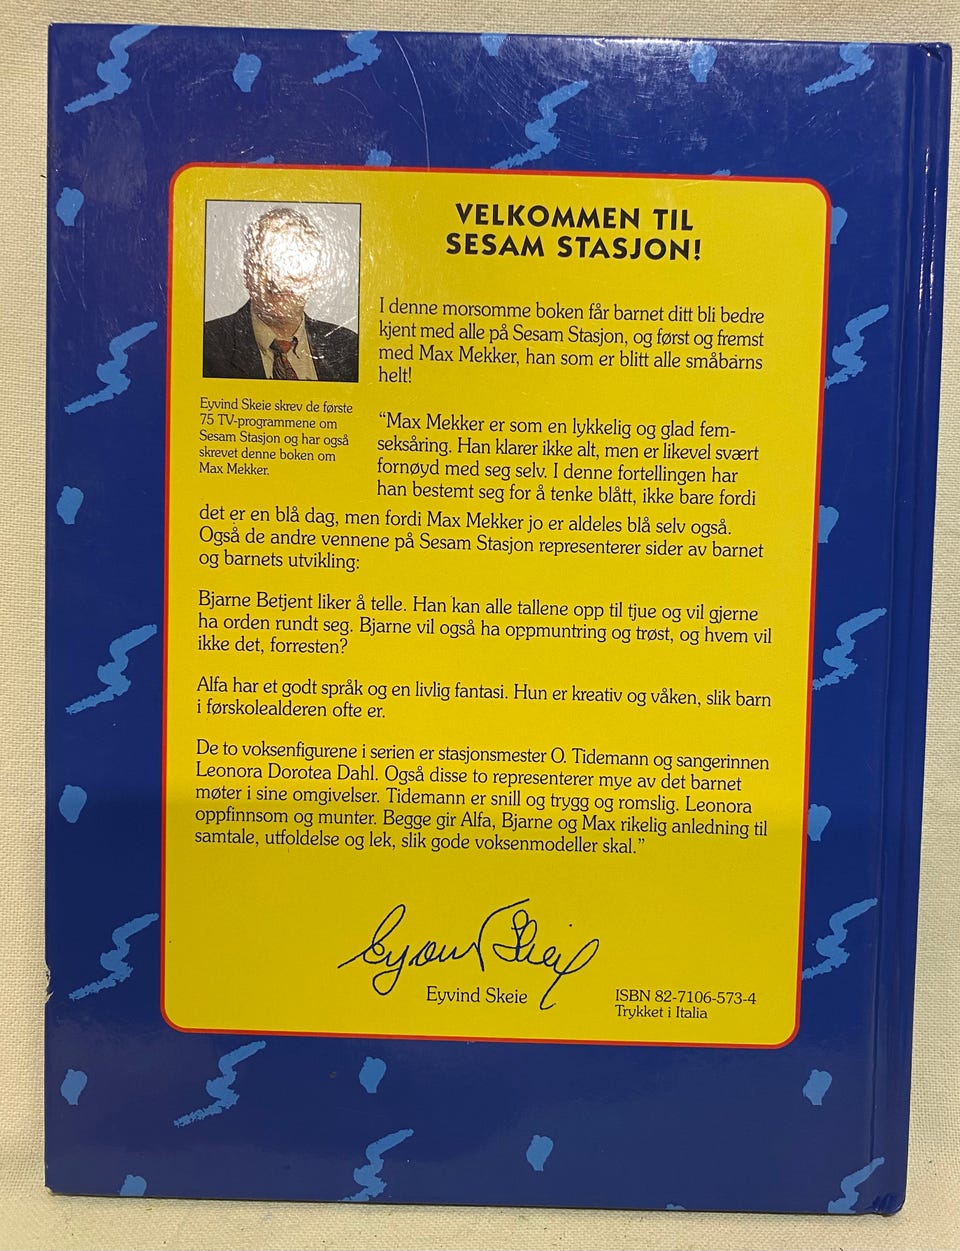 VELKOMMEN TIL
SESAM STASJON!
I denne morsomme boken får barnet ditt bli bedre
kjent med alle på Sesam Stasjon, og først og fremst
med Max Mekker, han som er blitt alle småbarns
helt!
Eyvind Skeie skrev de første
75 TV-programmene om
Sesam Stasjon og har også
skrevet denne boken om
Max Mekker.
“Max Mekker er som en lykkelig og glad fem-
seksåring. Han klarer ikke alt, men er likevel svært
fornøyd med seg selv. I denne fortellingen har
han bestemt seg for å tenke blått, ikke bare fordi
det er en blå dag, men fordi Max Mekker jo er aldeles blå selv også.
Også de andre vennene på Sesam Stasjon representerer sider av barnet
og barnets utvikling:
Bjarne Betjent liker å telle. Han kan alle tallene opp til tjue og vil gjerne
ha orden rundt seg. Bjarne vil også ha oppmuntring og trøst, og hvem vil
ikke det, forresten?
Alfa har et godt språk og en livlig fantasi. Hun er kreativ og våken, slik barn
i førskolealderen ofte er.
De to voksenfigurene i serien er stasjonsmester O. Tidemann og sangerinnen
Leonora Dorotea Dahl. Også disse to representerer mye av det barnet
møter i sine omgivelser. Tidemann er snill og trygg og romslig. Leonora
oppfinnsom og munter. Begge gir Alfa, Bjarne og Max rikelig anledning til
samtale, utfoldelse og lek, slik gode voksenmodeller skal.”
Eyvind Skeie
Eyvind Skeie
ISBN 82-7106-573-4
Trykket i Italia